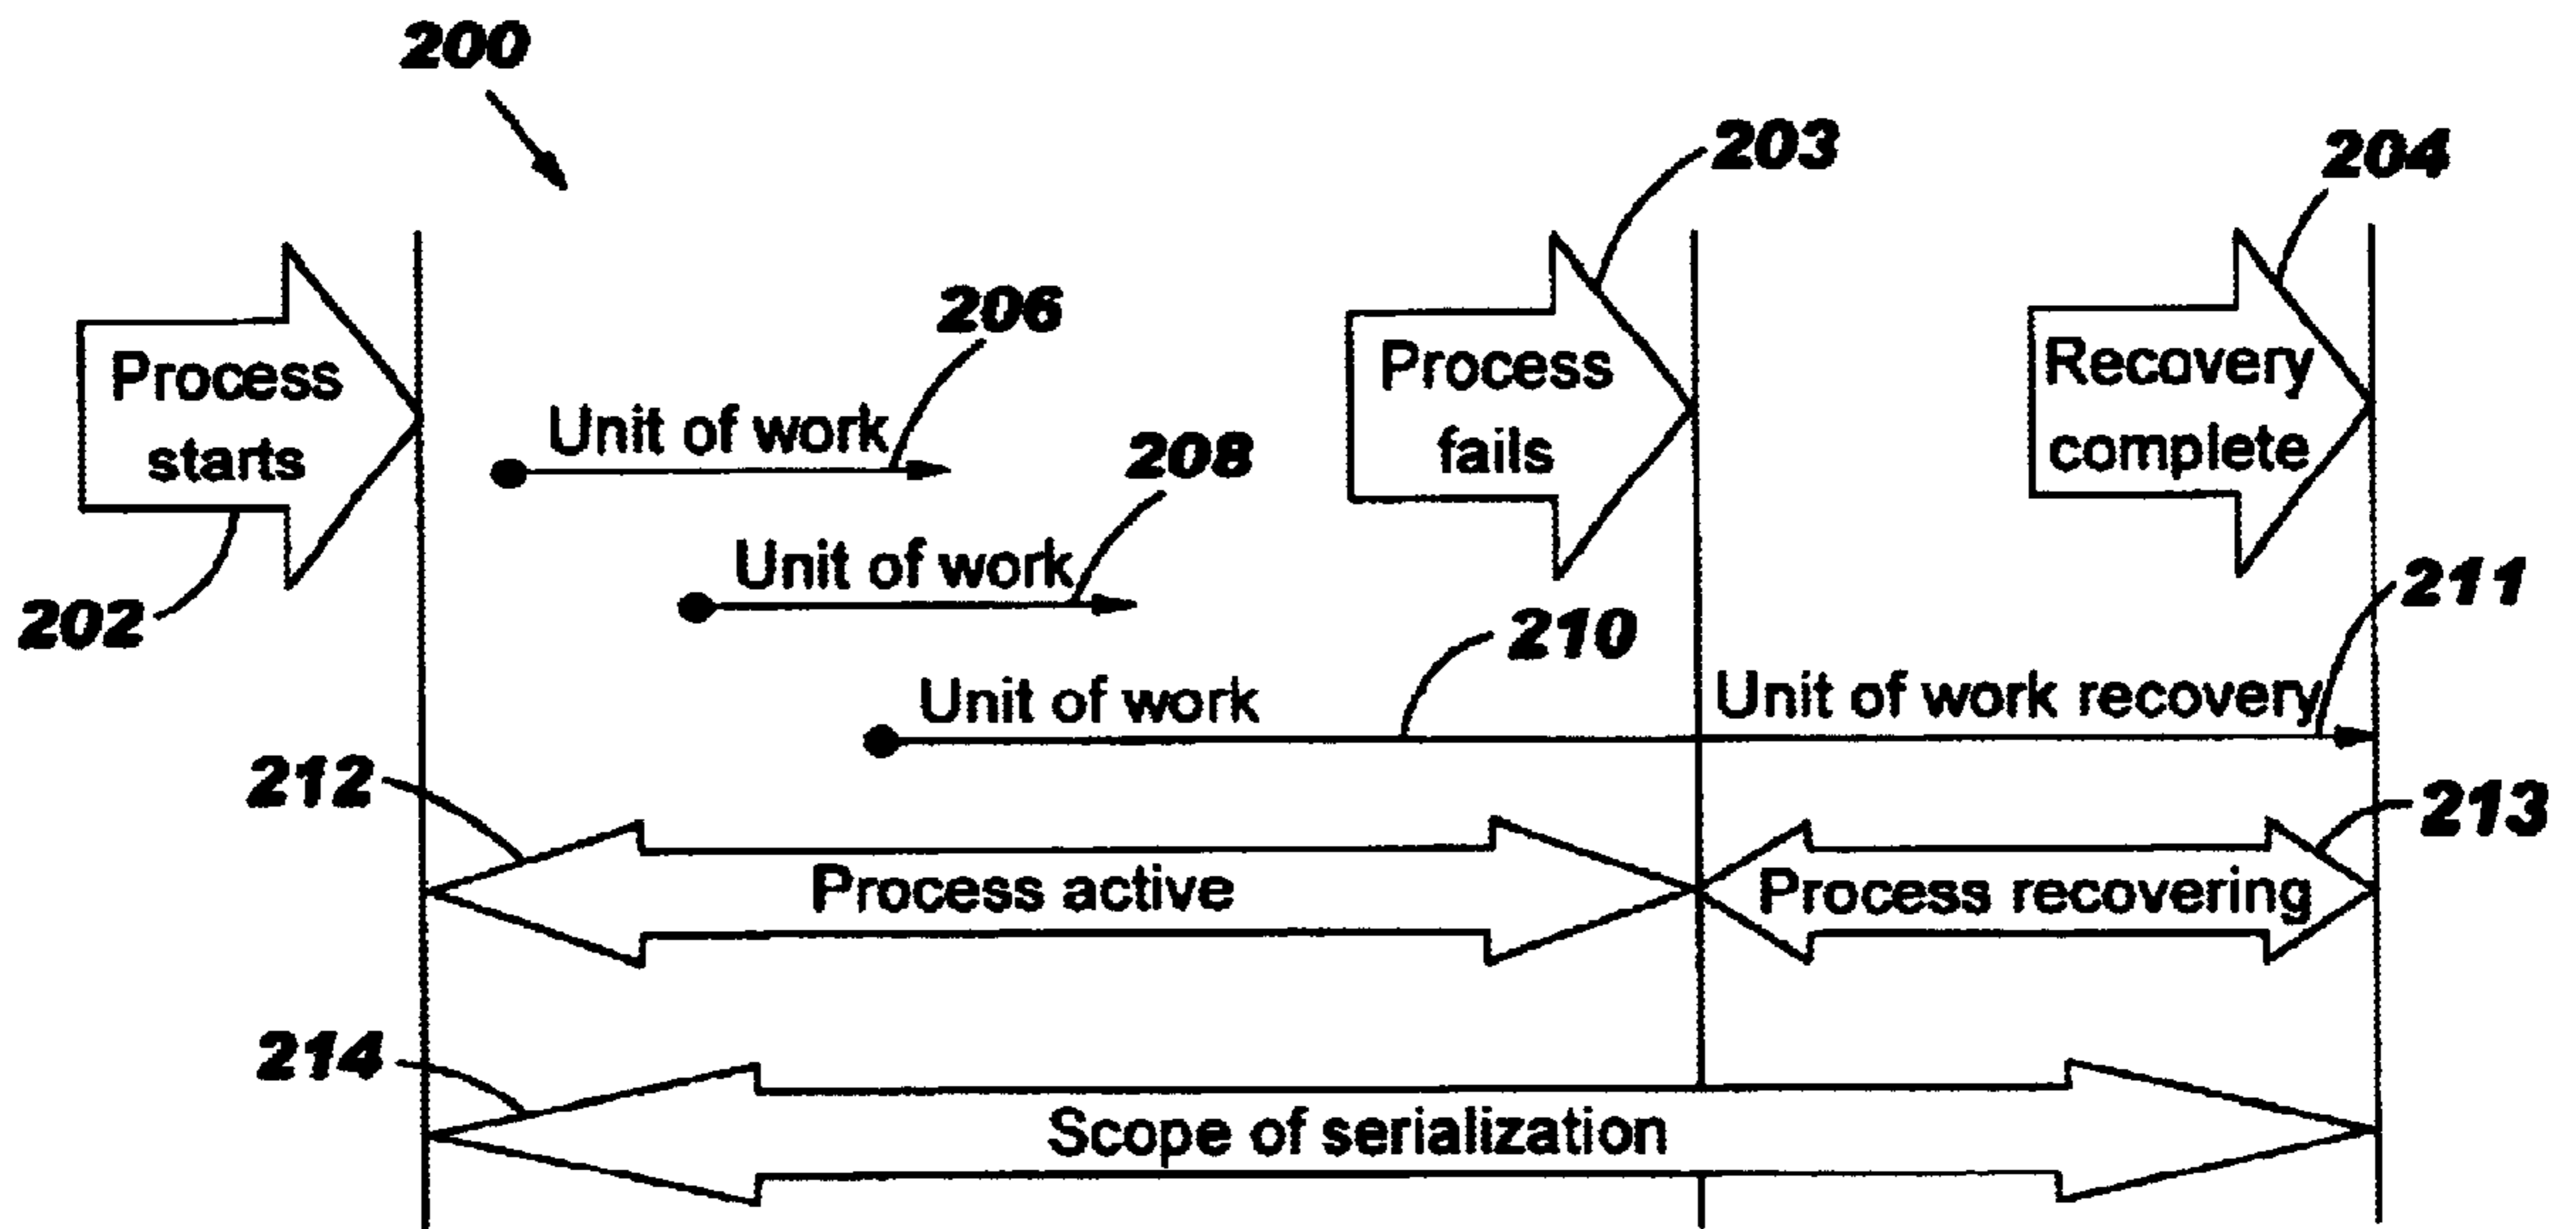 200
203
204
206
Process
starts
Unit of work
Process
fails
Recovery
complete
208
Unit of work
202
210
211
Unit of work
Unit of work recovery
212
213
Process active
Process recovering
214
Scope of serialization